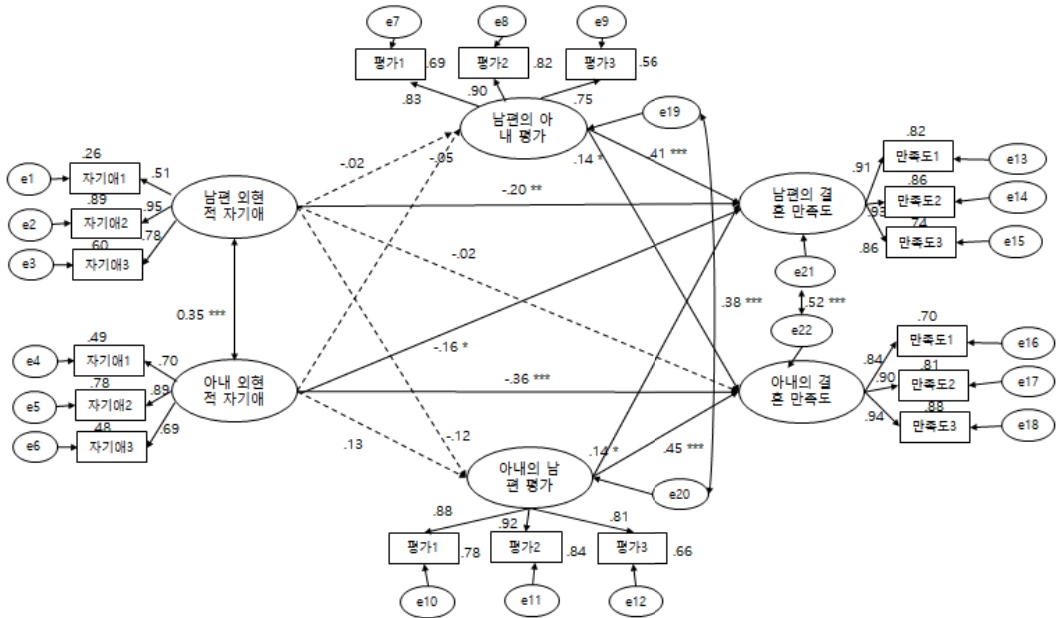 e7
e8
e9
평가1
.69
평가2
.82
평가3
.56
.83
.90
.75
남편의 아
내 평가
e19
-.02
-.05
.14 *
.41 ***
.82
.26
e1
자기애1
.51
.89
e2
자기애2
.95
.60
e3
자기애3
.78
남편 외현
적 자기애
-.20 **
남편의 결
혼 만족도
.91
만족도1
e13
.86
만족도2
e14
.93
.74
만족도3
e15
.86
-.02
e21
0.35 ***
.38 ***
.52 ***
e22
.49
e4
자기애1
.70
.78
e5
자기애2
.89
.48
e6
자기애3
.69
아내 외현
적 자기애
-.16 *
-.36 ***
아내의 결
혼 만족도
.70
.84
만족도1
e16
.81
.90
만족도2
e17
.88
.94
만족도3
e18
.13
-.12
.14 *
.45 ***
아내의 남
편 평가
e20
.88
.92
.81
평가1
.78
평가2
.84
평가3
.66
e10
e11
e12